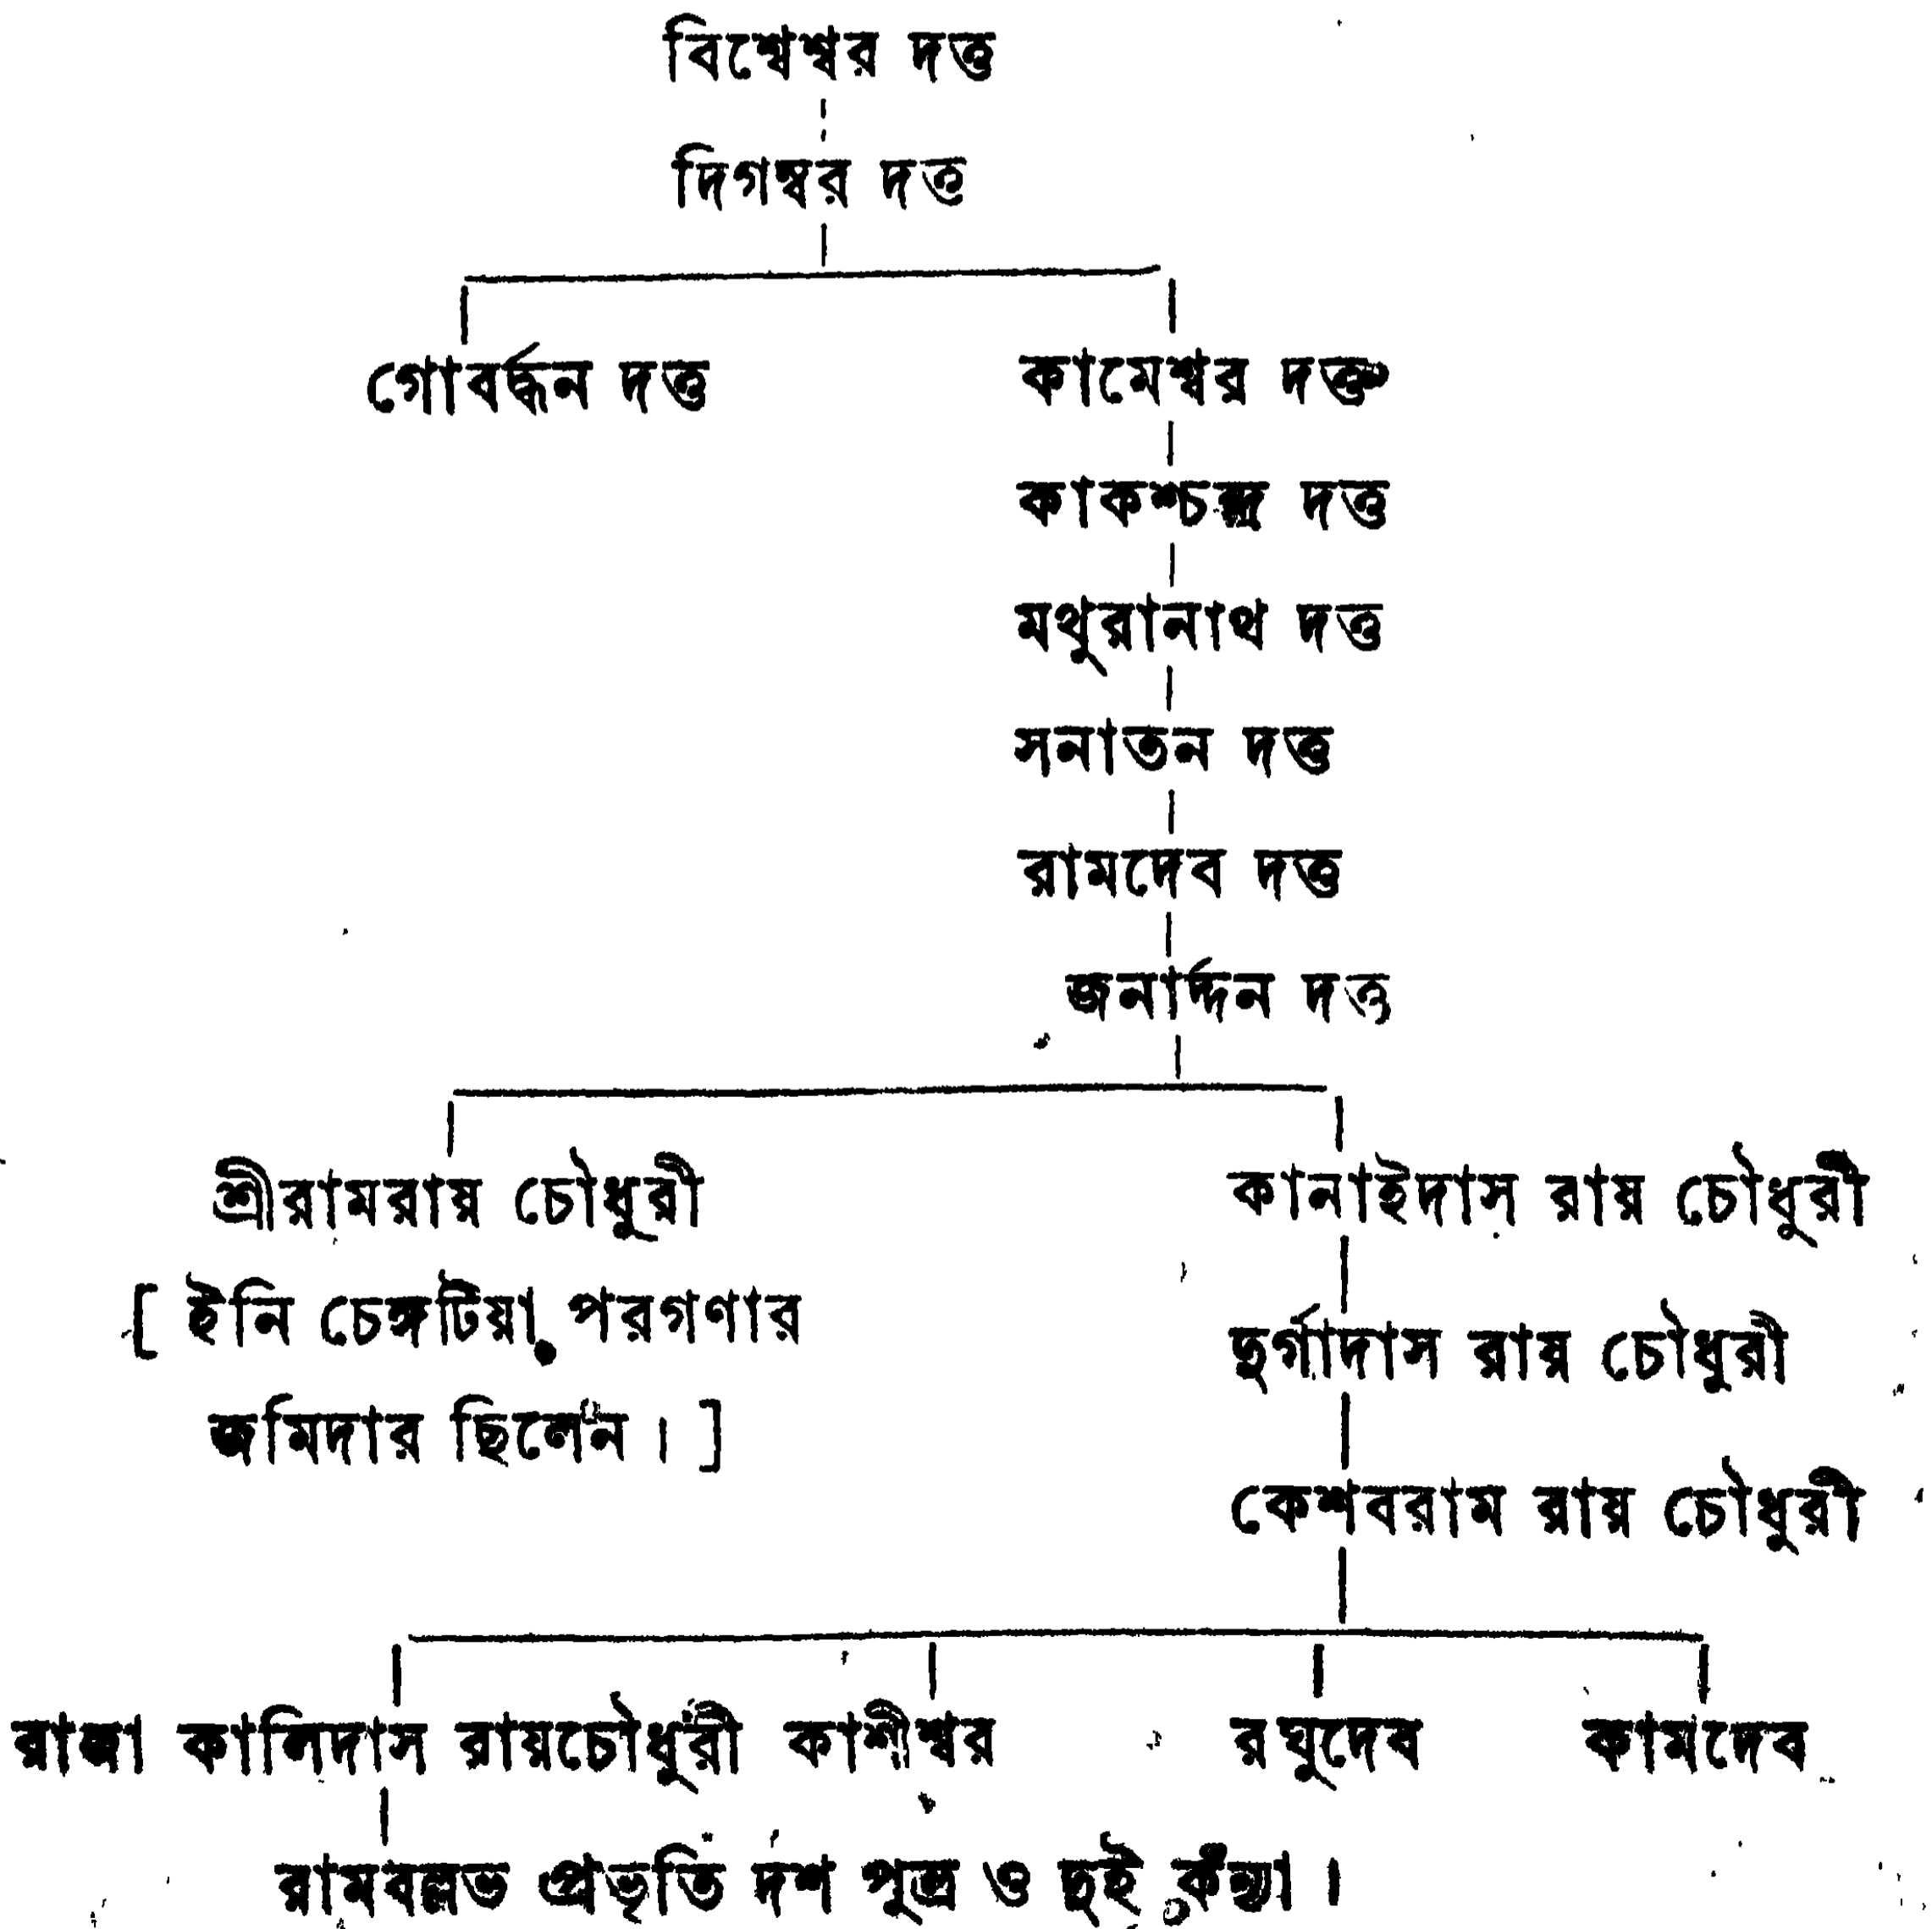 বিশ্বেশ্বর দত্ত
দিগম্বর দত্ত
গোবর্দ্ধন দত্ত কামেশ্বর দত্ত
কাকশ্চন্দ্র দত্ত
মথুরানাথ দত্ত
সনাতন দত্ত
রামদেব দত্ত
জনার্দ্দন দত্ত
শ্রীরামরায় চৌধুরী কানাইদাস রায় চৌধুরী
[ ইনি চেঙ্গটিয়া পরগণার
দুর্গাদাস রায় চৌধুরী
জমিদার ছিলেন । ]
কেশবরাম রায় চৌধুরী
রাজা কালিদাস রায়চৌধুরী কাশীশ্বর রঘুদেব কামদেব
রামবল্লভ প্রভৃতি দশ পুত্র ও দুই কন্যা ।